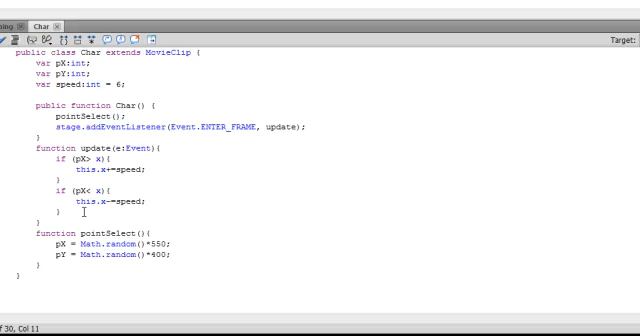 ping Char
Target:
public class Char extends MovieClip {
var pX:int;
var pY:int;
var speed:int = 6;
public function Char() {
pointSelect();
stage.addEventListener(Event.ENTER_FRAME, update);
}
function update(e:Event){
if (pX> x){
this.x+=speed;
}
if (pX< x){
this.x-=speed;
}
}
function pointSelect(){
pX = Math.random()*550;
pY = Math.random()*400;
}
}
f 30, Col 11